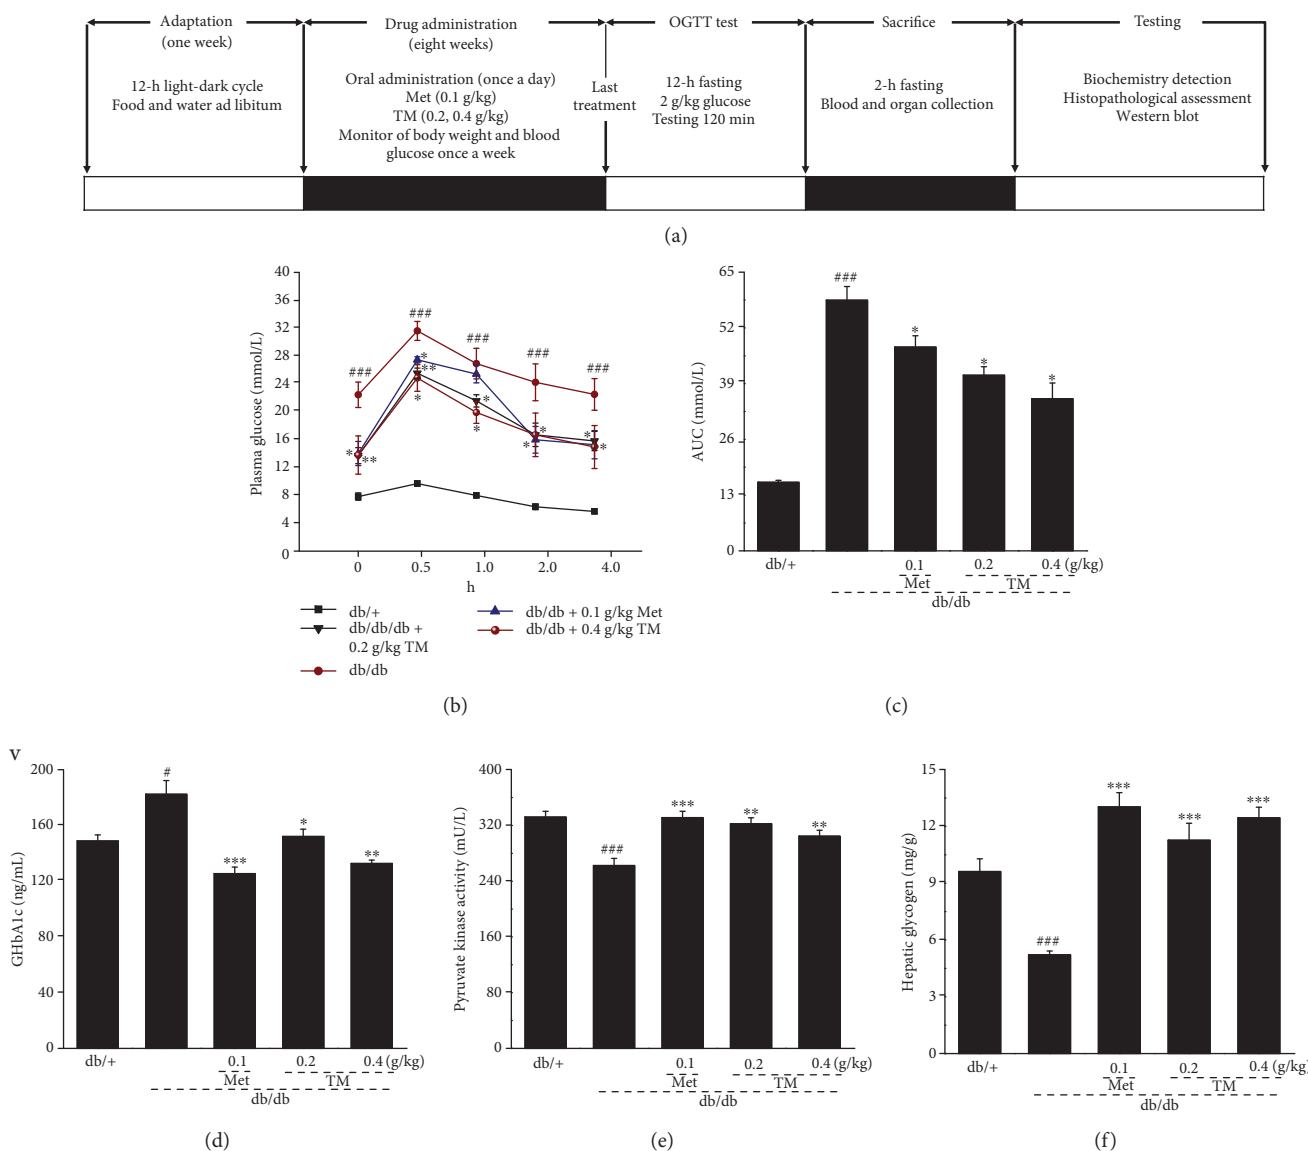 Adaptation
(one week)
Drug administration
(eight weeks)
OGTT test
Sacrifice
Testing
12-h light-dark cycle
Food and water ad libitum
Oral administration (once a day)
Met (0.1 g/kg)
TM (0.2, 0.4 g/kg)
Monitor of body weight and blood
glucose once a week
Last
treatment
12-h fasting
2 g/kg glucose
Testing 120 min
2-h fasting
Blood and organ collection
Biochemistry detection
Histopathological assessment
Western blot
(a)
Plasma glucose (mmol/L)
40
36
32
28
24
20
16
12
8
4
0
###
###
###
###
###
*
**
*
*
*
*
*
*
*
**
*
*
0
0.5
1.0
2.0
4.0
h
db/+
db/db/db +
0.2 g/kg TM
db/db
db/db + 0.1 g/kg Met
db/db + 0.4 g/kg TM
(b)
AUC (mmol/L)
65
52
39
26
13
0
###
*
*
*
db/+
0.1
0.2
0.4 (g/kg)
Met
TM
db/db
(c)
v
GHbA1c (ng/mL)
200
160
120
80
40
0
#
***
*
**
db/+
0.1
0.2
0.4 (g/kg)
Met
TM
db/db
(d)
Pyruvate kinase activity (mU/L)
400
320
240
160
80
0
###
***
**
**
db/+
0.1
0.2
0.4 (g/kg)
Met
TM
db/db
(e)
Hepatic glycogen (mg/g)
15
12
9
6
3
0
###
***
***
***
db/+
0.1
0.2
0.4 (g/kg)
Met
TM
db/db
(f)